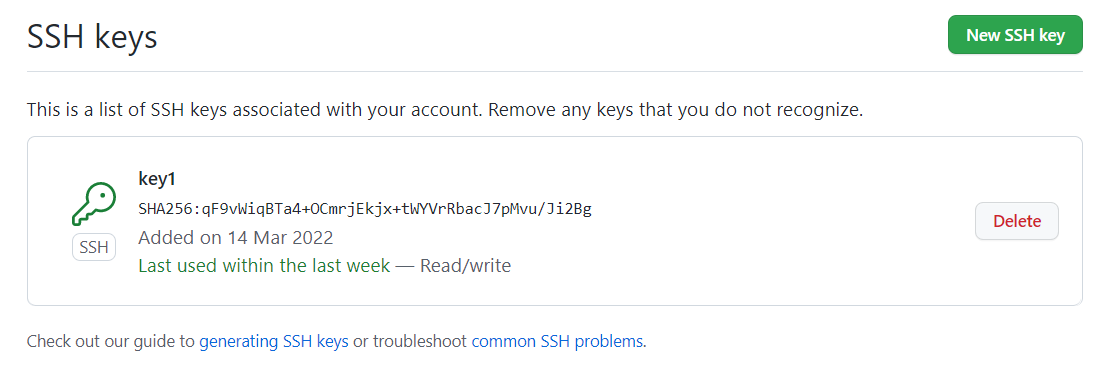 SSH keys
New SSH key
This is a list of SSH keys associated with your account. Remove any keys that you do not recognize.
key1
SHA256:qF9vWiqBTa4+OCmrjEkjx+tWYVrRbacJ7pMvu/Ji2Bg
Added on 14 Mar 2022
Last used within the last week — Read/write
SSH
Delete
Check out our guide to generating SSH keys or troubleshoot common SSH problems.